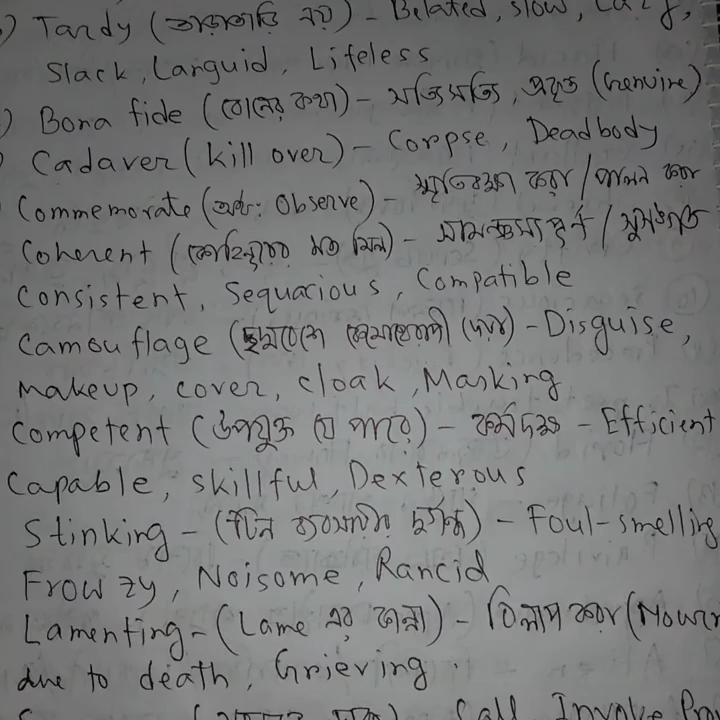 Tardy (তাড়াতাড়ি নয়) - Belated, slow, Lazy,
Slack, Languid, Lifeless
Bona fide (বোনের কথা) - সত্যিসত্যি, প্রকৃত (Genuine)
Cadaver (kill over) - Corpse, Deadbody
Commemorate (অর্থ: Observe) - স্মৃতিরক্ষা করা / পালন করা
Coherent (কোহিনূরের মত মিল) - সামঞ্জস্যপূর্ণ / সুসংগত
Consistent, Sequacious, Compatible
Camouflage (ছদ্মবেশে - Disguise,
makeup, cover, cloak, Masking
Competent (উপযুক্ত যে পারে) - কর্মদক্ষ - Efficient
Capable, skillful, Dexterous
Stinking - (দুর্গন্ধ) - Foul-smelling
Frowzy, Noisome, Rancid
Lamenting - (Lame এর কান্না) - বিলাপ করা (Mourn
due to death, Grieving.
Call Invoke